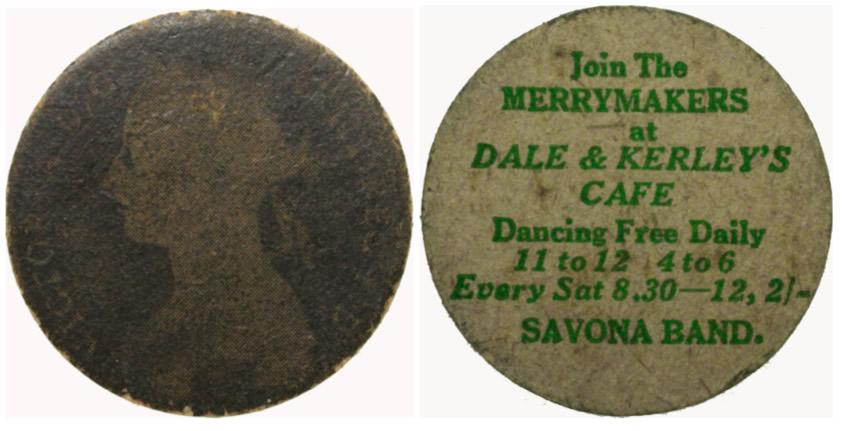 VICTORIA D:G:
Join The
MERRYMAKERS
at
DALE & KERLEY'S
CAFE
Dancing Free Daily
11 to 12 4 to 6
Every Sat 8.30—12, 2/-
SAVONA BAND.